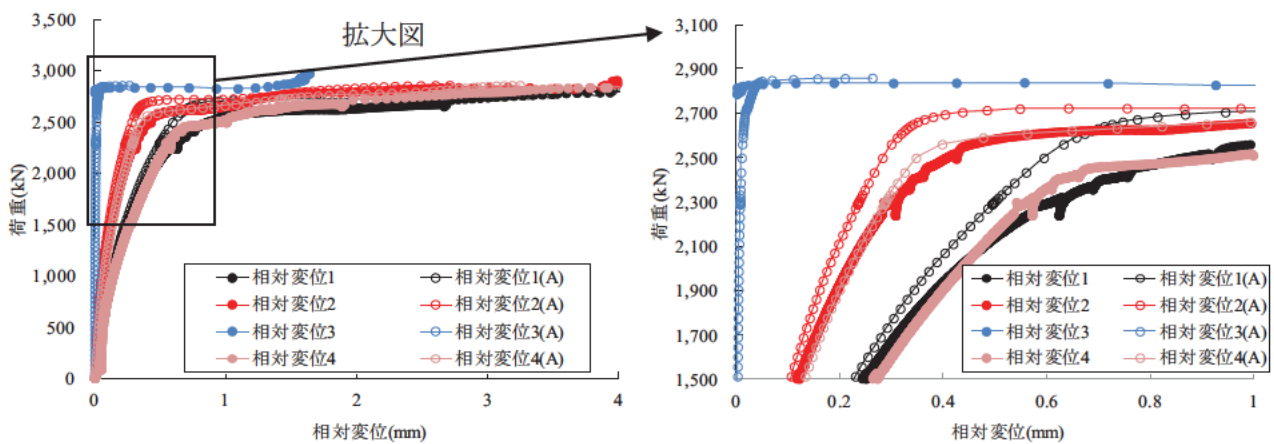 拡大図
3,500
3,000
2,500
2,000
1,500
1,000
500
0
荷重(kN)
0
1
2
3
4
相対変位(mm)
相対変位1
相対変位1(A)
相対変位2
相対変位2(A)
相対変位3
相対変位3(A)
相対変位4
相対変位4(A)
3,100
2,900
2,700
2,500
2,300
2,100
1,900
1,700
1,500
荷重(kN)
0
0.2
0.4
0.6
0.8
1
相対変位(mm)
相対変位1
相対変位1(A)
相対変位2
相対変位2(A)
相対変位3
相対変位3(A)
相対変位4
相対変位4(A)